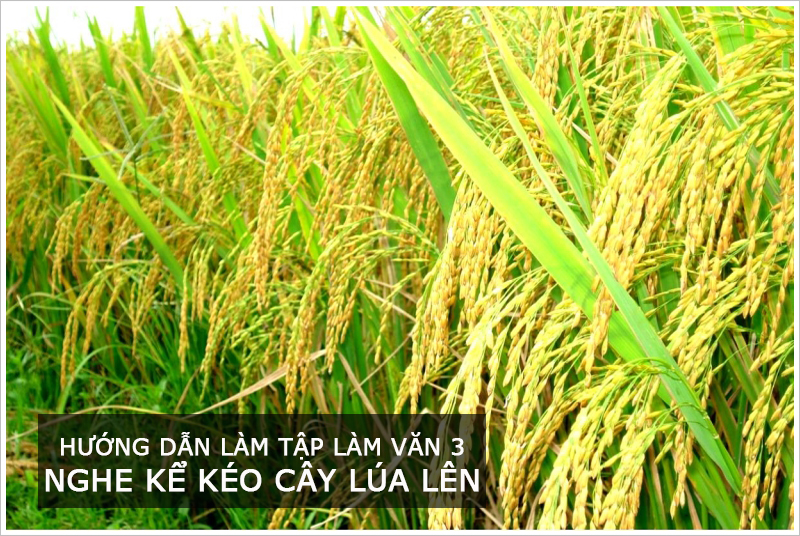 HƯỚNG DẪN LÀM TẬP LÀM VĂN 3
NGHE KỂ KÉO CÂY LÚA LÊN